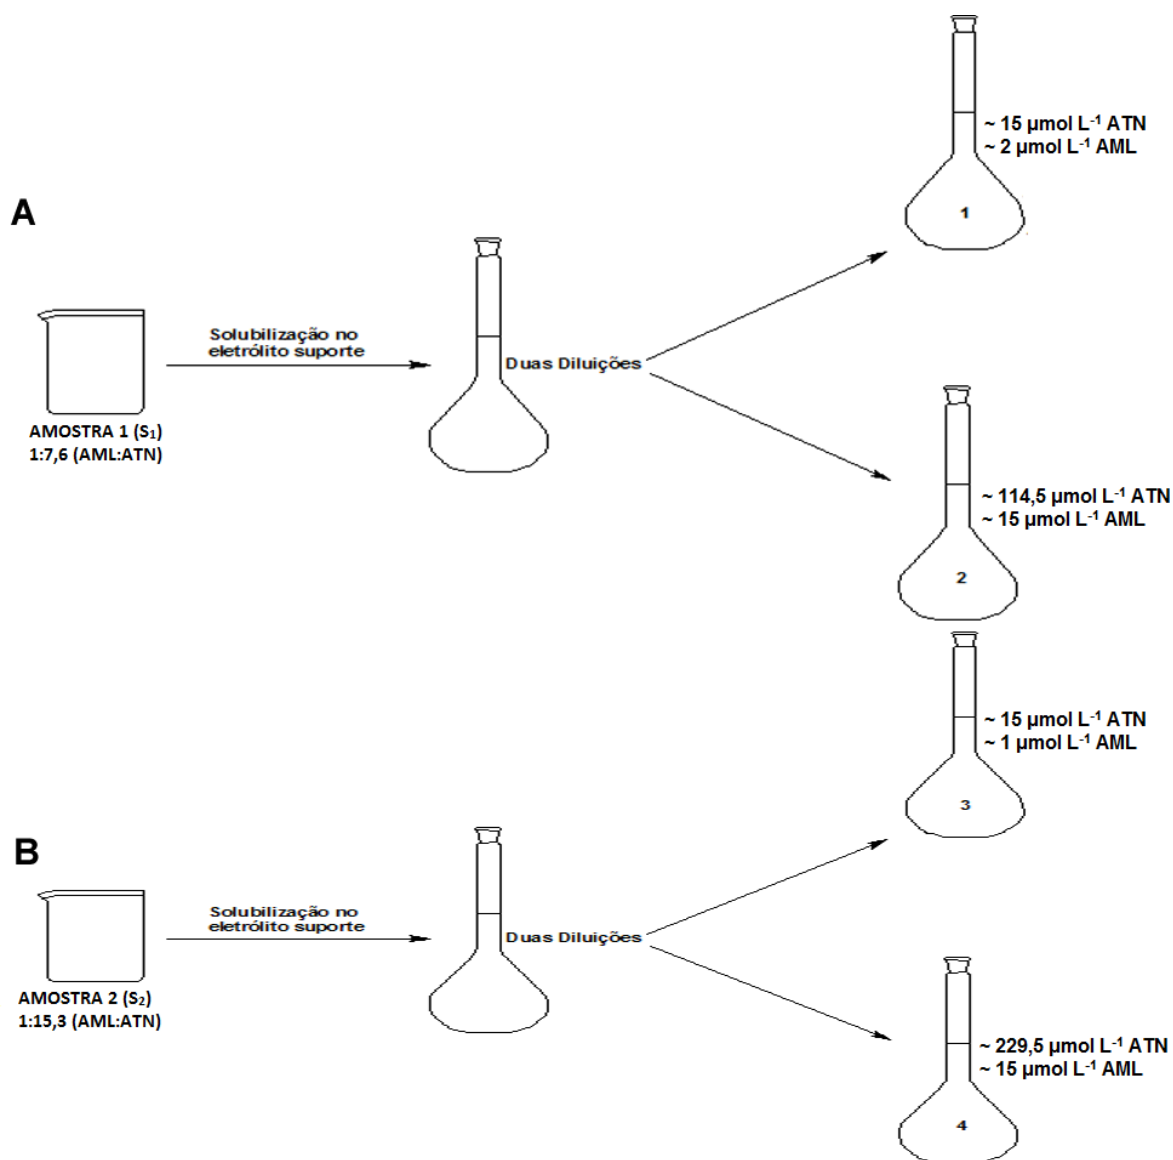 A
AMOSTRA 1 (S₁)
1:7,6 (AML:ATN)
Solubilização no
eletrólito suporte
Duas Diluições
~ 15 µmol L⁻¹ ATN
~ 2 µmol L⁻¹ AML
1
~ 114,5 µmol L⁻¹ ATN
~ 15 µmol L⁻¹ AML
2
B
AMOSTRA 2 (S₂)
1:15,3 (AML:ATN)
Solubilização no
eletrólito suporte
Duas Diluições
~ 15 µmol L⁻¹ ATN
~ 1 µmol L⁻¹ AML
3
~ 229,5 µmol L⁻¹ ATN
~ 15 µmol L⁻¹ AML
4